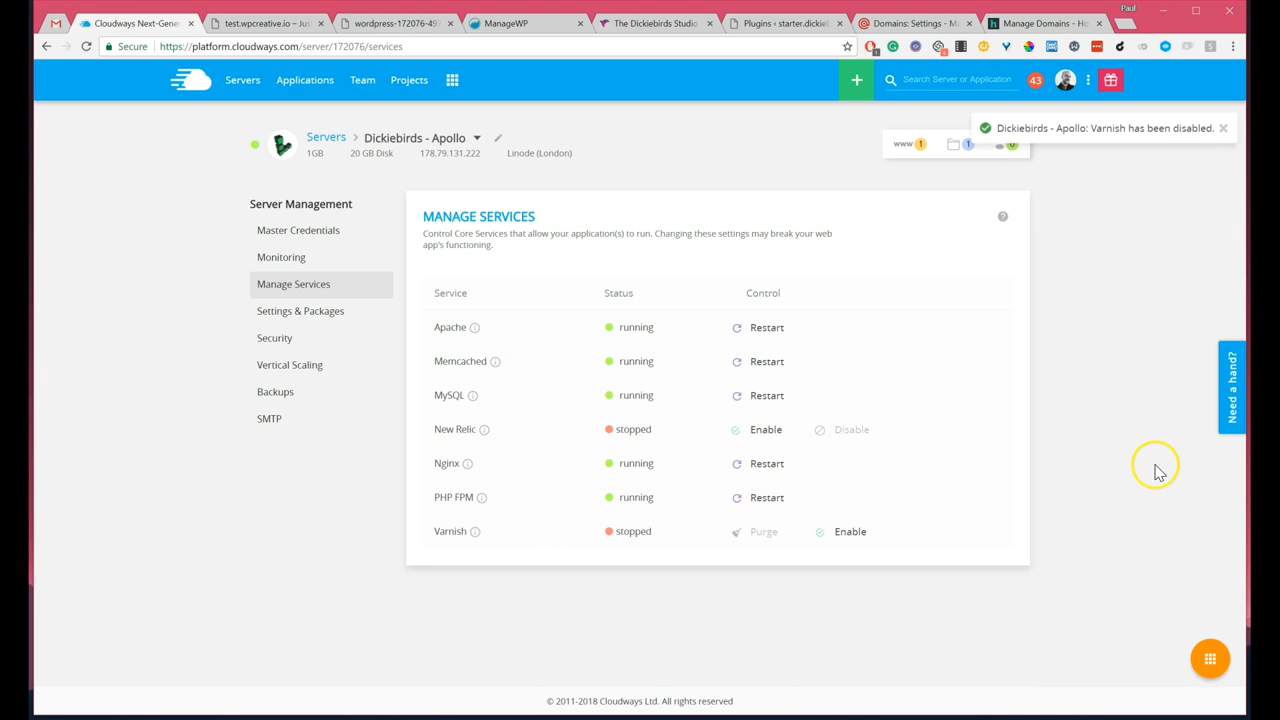 Paul
Cloudways Next-Gene
test.wpcreative.io – Jus
wordpress-172076-497
ManageWP
The Dickiebirds Studio
Plugins ‹ starter.dickieb
Domains: Settings - Ma
Manage Domains - Ho
Secure
https://platform.cloudways.com/server/172076/services
Servers
Applications
Team
Projects
+
Search Server or Application
43
Dickiebirds - Apollo: Varnish has been disabled.
Servers
Dickiebirds - Apollo
1GB
20 GB Disk
178.79.131.222
Linode (London)
www 1
1
0
Server Management
Master Credentials
Monitoring
Manage Services
Settings & Packages
Security
Vertical Scaling
Backups
SMTP
MANAGE SERVICES
Control Core Services that allow your application(s) to run. Changing these settings may break your web
app's functioning.
Service Status Control
Apache running Restart
Memcached running Restart
MySQL running Restart
New Relic stopped Enable Disable
Nginx running Restart
PHP FPM running Restart
Varnish stopped Purge Enable
Need a hand?
© 2011-2018 Cloudways Ltd. All rights reserved